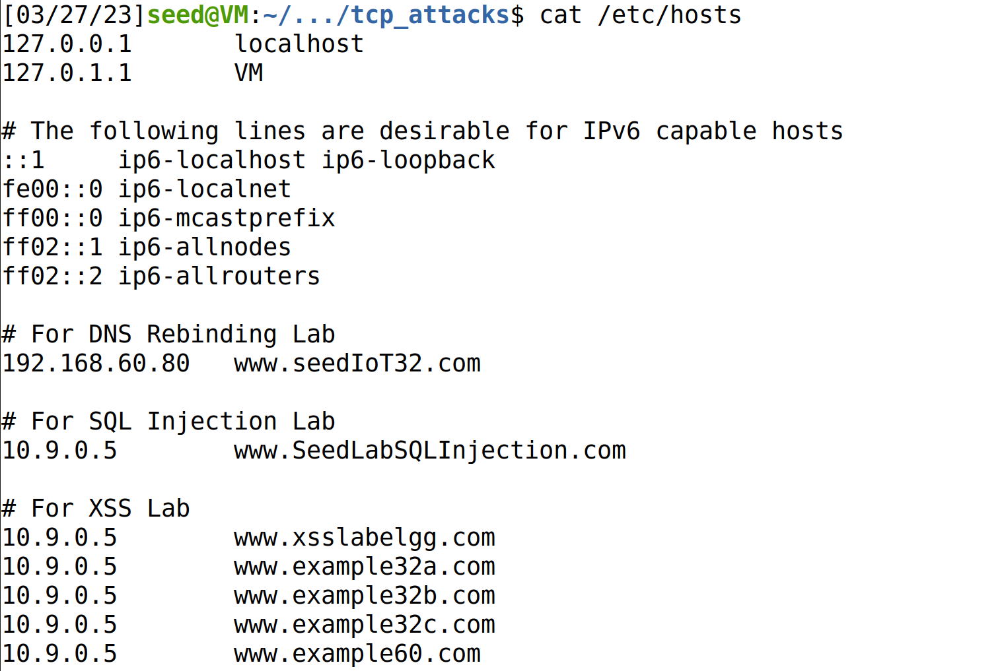 [03/27/23]seed@VM:~/.../tcp_attacks$ cat /etc/hosts
127.0.0.1       localhost
127.0.1.1       VM

# The following lines are desirable for IPv6 capable hosts
::1     ip6-localhost ip6-loopback
fe00::0 ip6-localnet
ff00::0 ip6-mcastprefix
ff02::1 ip6-allnodes
ff02::2 ip6-allrouters

# For DNS Rebinding Lab
192.168.60.80   www.seedIoT32.com

# For SQL Injection Lab
10.9.0.5        www.SeedLabSQLInjection.com

# For XSS Lab
10.9.0.5        www.xsslabelgg.com
10.9.0.5        www.example32a.com
10.9.0.5        www.example32b.com
10.9.0.5        www.example32c.com
10.9.0.5        www.example60.com